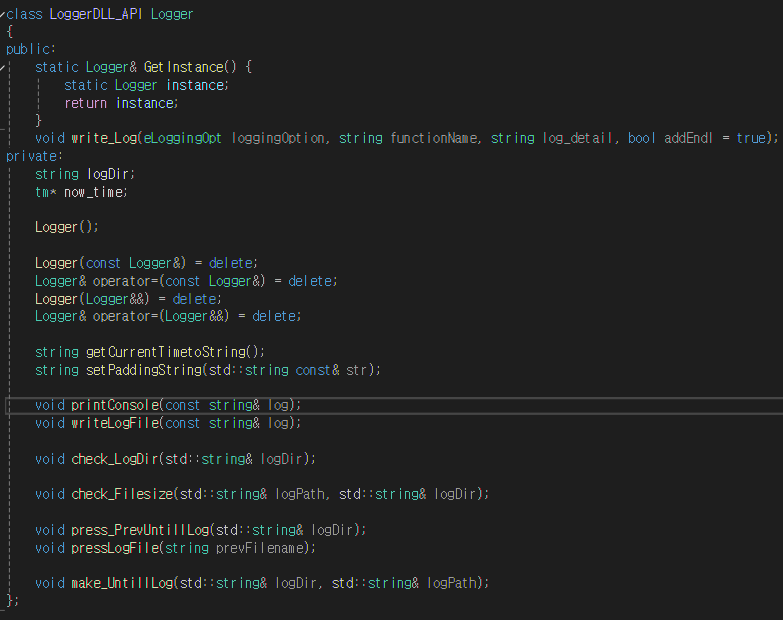 class LoggerDLL_API Logger
{
public:
    static Logger& GetInstance() {
        static Logger instance;
        return instance;
    }
    void write_Log(eLoggingOpt loggingOption, string functionName, string log_detail, bool addEndl = true);
private:
    string logDir;
    tm* now_time;

    Logger();

    Logger(const Logger&) = delete;
    Logger& operator=(const Logger&) = delete;
    Logger(Logger&&) = delete;
    Logger& operator=(Logger&&) = delete;

    string getCurrentTimetoString();
    string setPaddingString(std::string const& str);

    void printConsole(const string& log);
    void writeLogFile(const string& log);

    void check_LogDir(std::string& logDir);

    void check_Filesize(std::string& logPath, std::string& logDir);

    void press_PrevUntillLog(std::string& logDir);
    void pressLogFile(string prevFilename);

    void make_UntillLog(std::string& logDir, std::string& logPath);
};